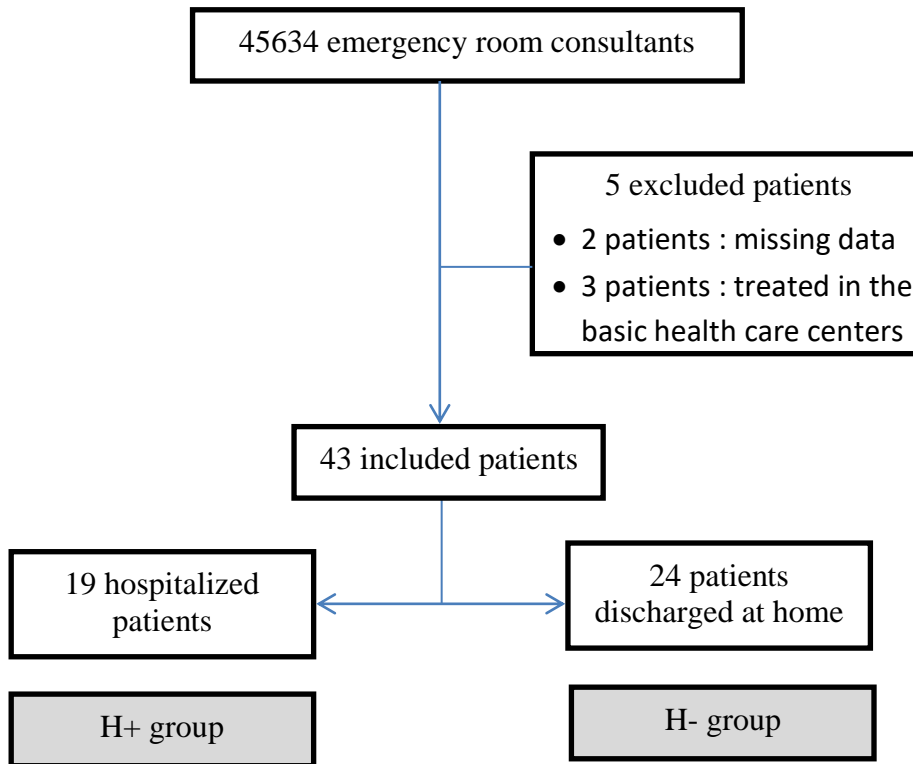 45634 emergency room consultants
5 excluded patients
• 2 patients : missing data
• 3 patients : treated in the
basic health care centers
43 included patients
19 hospitalized
patients
24 patients
discharged at home
H+ group
H- group